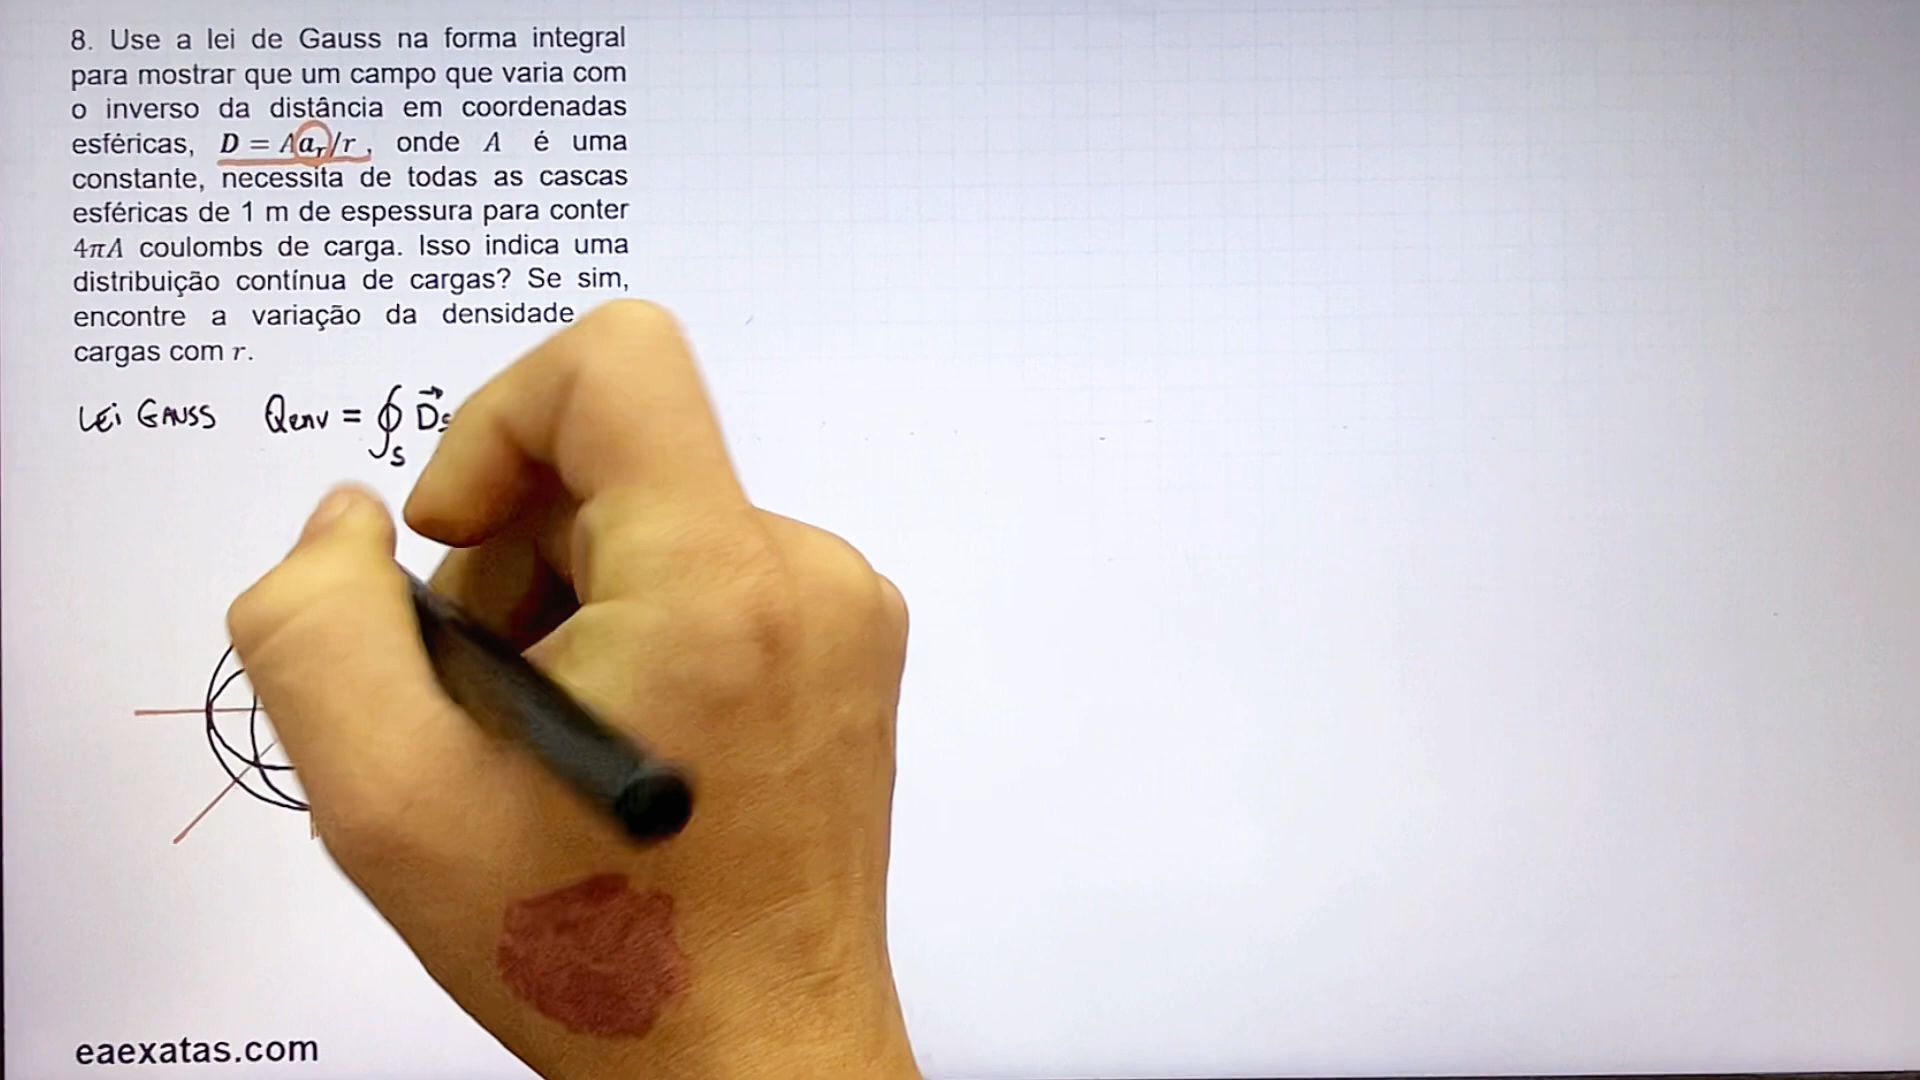 8. Use a lei de Gauss na forma integral
para mostrar que um campo que varia com
o inverso da distância em coordenadas
esféricas, D = Aa_r/r , onde A é uma
constante, necessita de todas as cascas
esféricas de 1 m de espessura para conter
4πA coulombs de carga. Isso indica uma
distribuição contínua de cargas? Se sim,
encontre a variação da densidade
cargas com r.
LEi GAUSS Qenv = ∮_S D⃗s
eaexatas.com